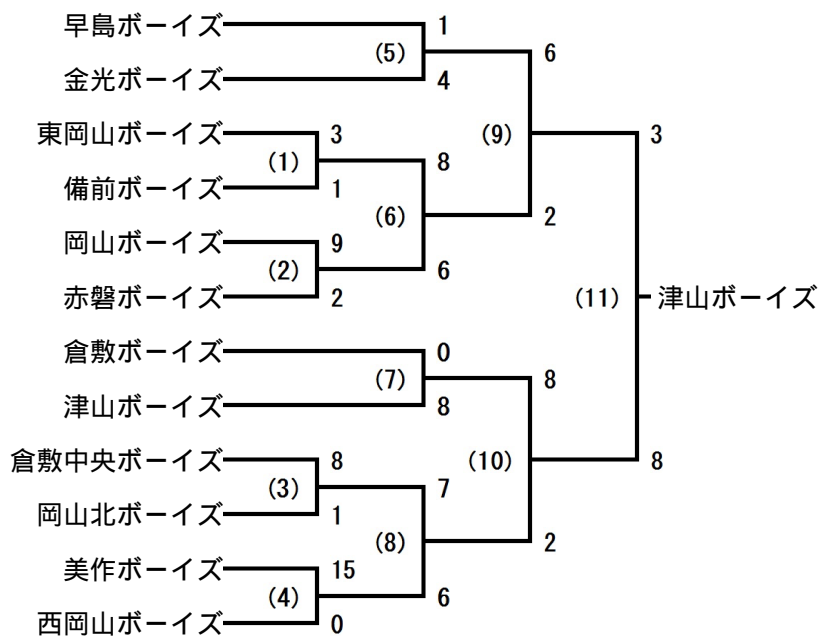 早島ボーイズ 1
(5) 6
金光ボーイズ 4
東岡山ボーイズ 3 (9) 3
(1) 8
備前ボーイズ 1
(6) 2
岡山ボーイズ 9
(2) 6
赤磐ボーイズ 2
(11) 津山ボーイズ
倉敷ボーイズ 0
(7) 8
津山ボーイズ 8
倉敷中央ボーイズ 8 (10) 8
(3) 7
岡山北ボーイズ 1
(8) 2
美作ボーイズ 15
(4) 6
西岡山ボーイズ 0